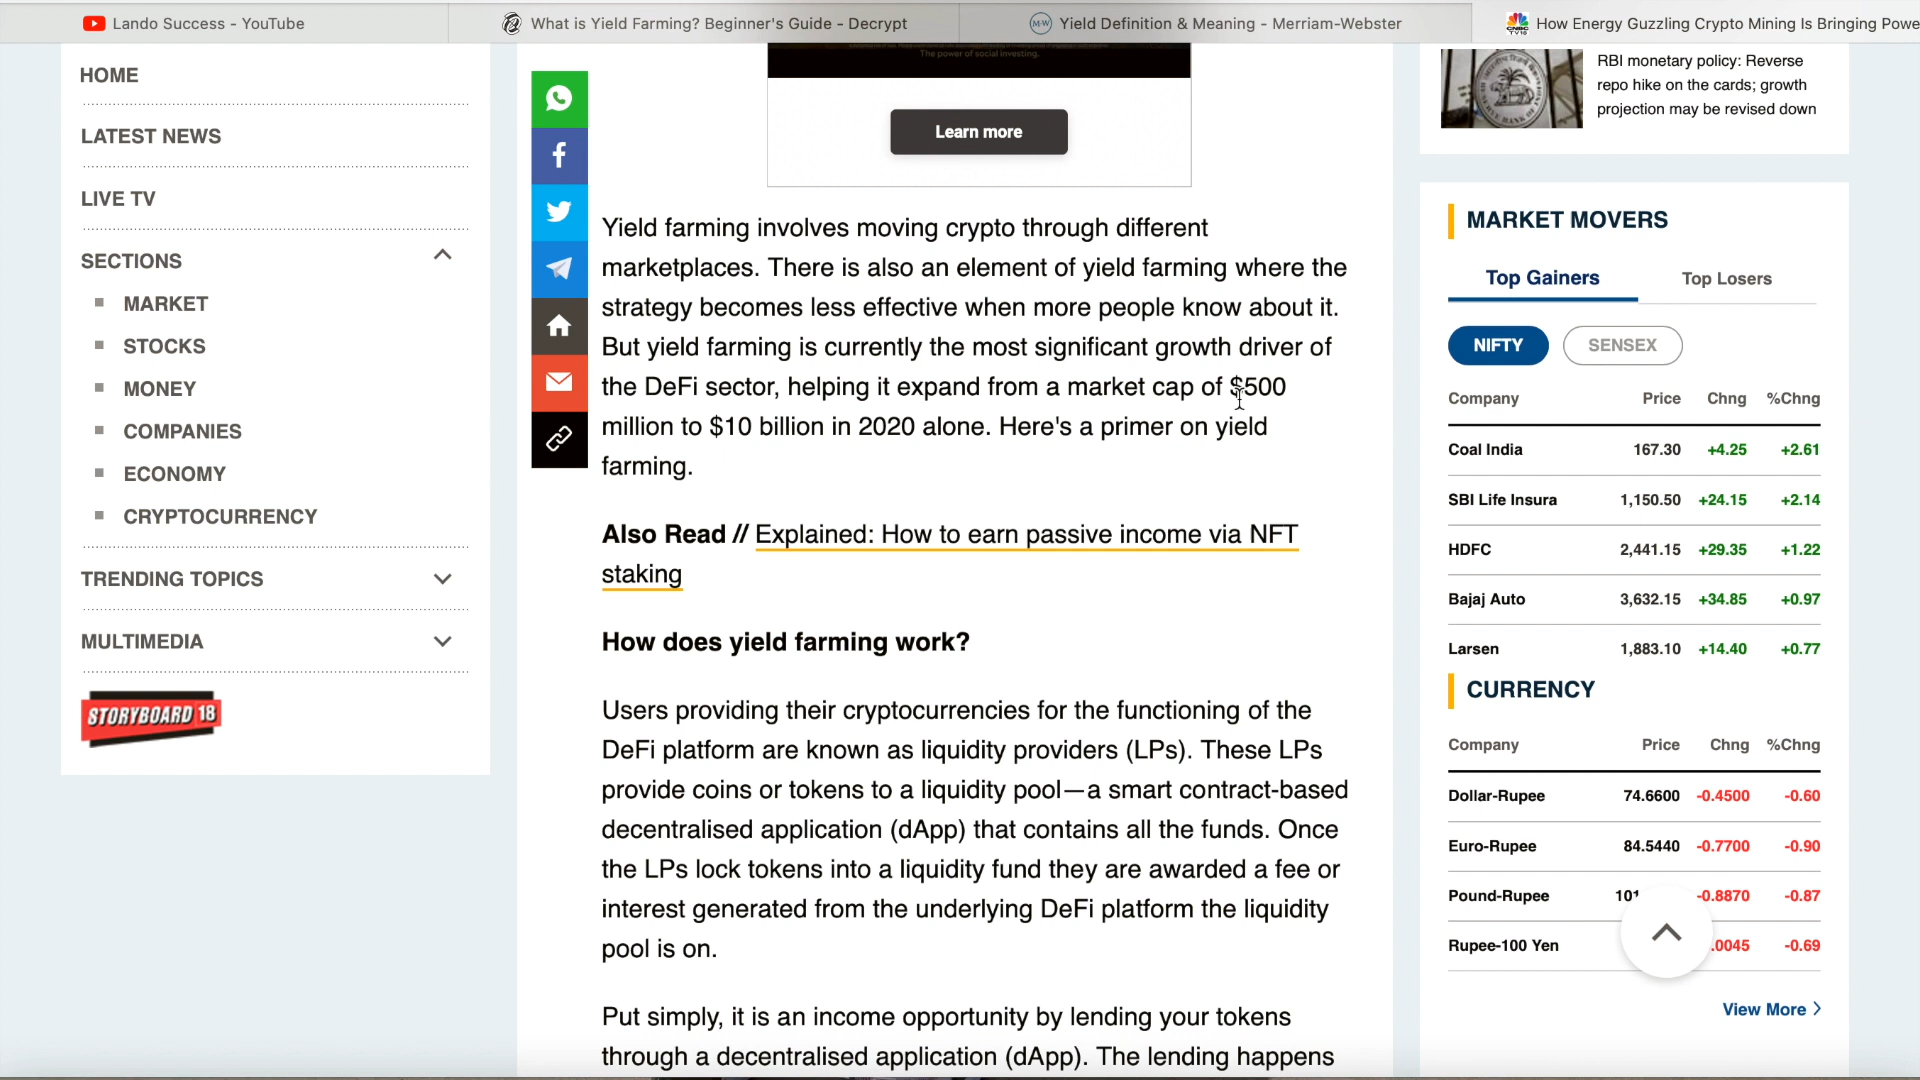 Lando Success - YouTube
What is Yield Farming? Beginner's Guide - Decrypt
Yield Definition & Meaning - Merriam-Webster
How Energy Guzzling Crypto Mining Is Bringing Powe
HOME
LATEST NEWS
LIVE TV
SECTIONS
MARKET
STOCKS
MONEY
COMPANIES
ECONOMY
CRYPTOCURRENCY
TRENDING TOPICS
MULTIMEDIA
STORYBOARD 18
The power of social investing.
Learn more
Yield farming involves moving crypto through different
marketplaces. There is also an element of yield farming where the
strategy becomes less effective when more people know about it.
But yield farming is currently the most significant growth driver of
the DeFi sector, helping it expand from a market cap of $500
million to $10 billion in 2020 alone. Here's a primer on yield
farming.
Also Read // Explained: How to earn passive income via NFT
staking
How does yield farming work?
Users providing their cryptocurrencies for the functioning of the
DeFi platform are known as liquidity providers (LPs). These LPs
provide coins or tokens to a liquidity pool—a smart contract-based
decentralised application (dApp) that contains all the funds. Once
the LPs lock tokens into a liquidity fund they are awarded a fee or
interest generated from the underlying DeFi platform the liquidity
pool is on.
Put simply, it is an income opportunity by lending your tokens
through a decentralised application (dApp). The lending happens
RBI monetary policy: Reverse
repo hike on the cards; growth
projection may be revised down
MARKET MOVERS
Top Gainers Top Losers
NIFTY SENSEX
Company Price Chng %Chng
Coal India 167.30 +4.25 +2.61
SBI Life Insura 1,150.50 +24.15 +2.14
HDFC 2,441.15 +29.35 +1.22
Bajaj Auto 3,632.15 +34.85 +0.97
Larsen 1,883.10 +14.40 +0.77
CURRENCY
Company Price Chng %Chng
Dollar-Rupee 74.6600 -0.4500 -0.60
Euro-Rupee 84.5440 -0.7700 -0.90
Pound-Rupee 101 -0.8870 -0.87
Rupee-100 Yen .0045 -0.69
View More